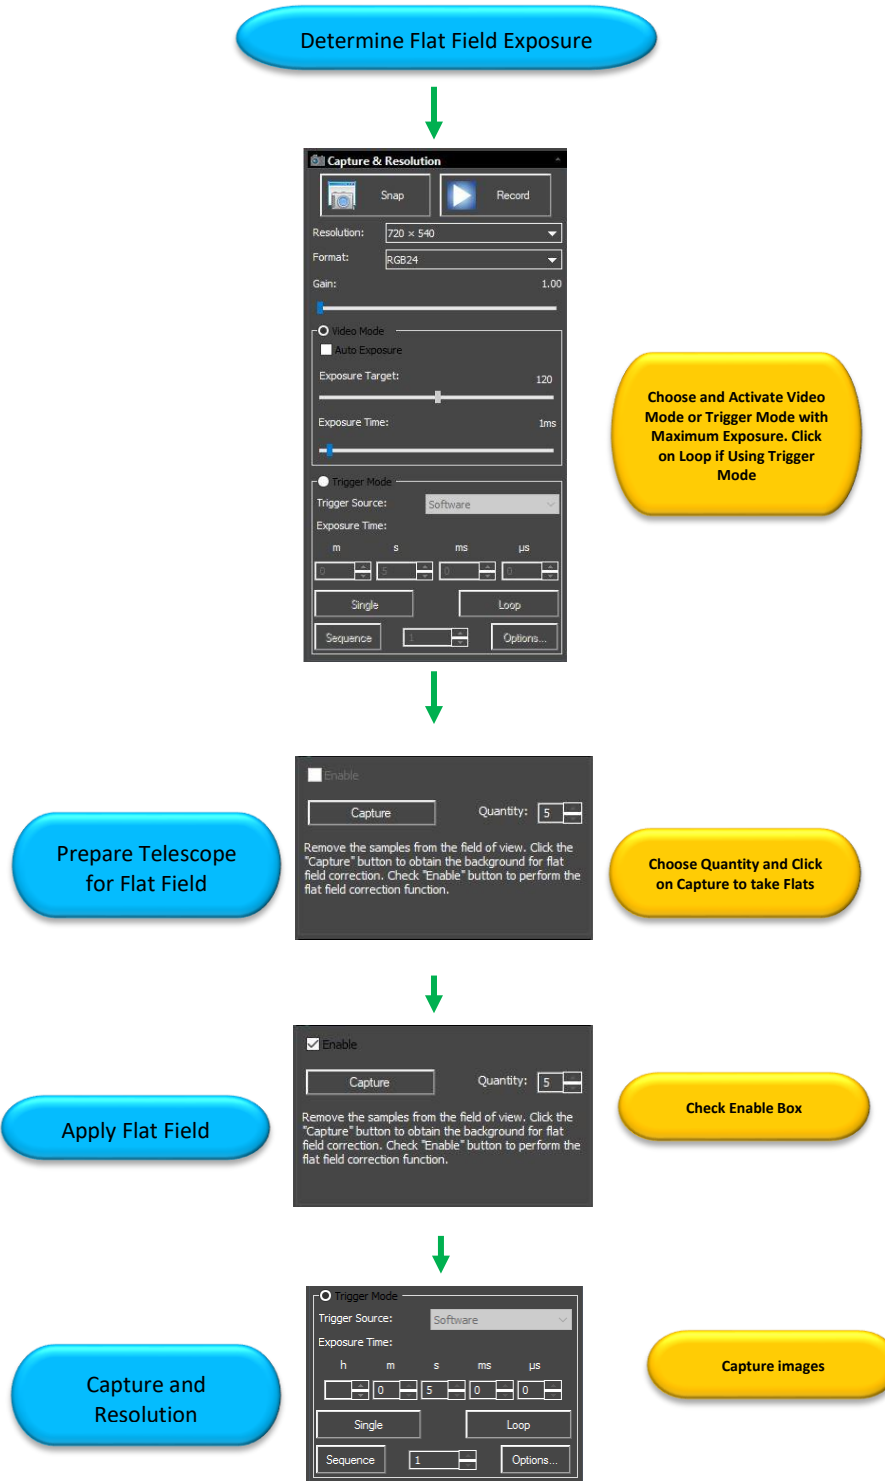 Determine Flat Field Exposure
Capture & Resolution
Snap
Record
Resolution:
720 × 540
Format:
RGB24
Gain:
1.00
Video Mode
Auto Exposure
Exposure Target:
120
Exposure Time:
1ms
Trigger Mode
Trigger Source:
Software
Exposure Time:
m s ms µs
0 5 0 0
Single
Loop
Sequence
1
Options...
Choose and Activate Video
Mode or Trigger Mode with
Maximum Exposure. Click
on Loop if Using Trigger
Mode
Prepare Telescope
for Flat Field
Enable
Capture
Quantity: 5
Remove the samples from the field of view. Click the
"Capture" button to obtain the background for flat
field correction. Check "Enable" button to perform the
flat field correction function.
Choose Quantity and Click
on Capture to take Flats
Apply Flat Field
Enable
Capture
Quantity: 5
Remove the samples from the field of view. Click the
"Capture" button to obtain the background for flat
field correction. Check "Enable" button to perform the
flat field correction function.
Check Enable Box
Capture and
Resolution
Trigger Mode
Trigger Source:
Software
Exposure Time:
h m s ms µs
0 5 0 0
Single
Loop
Sequence
1
Options...
Capture images